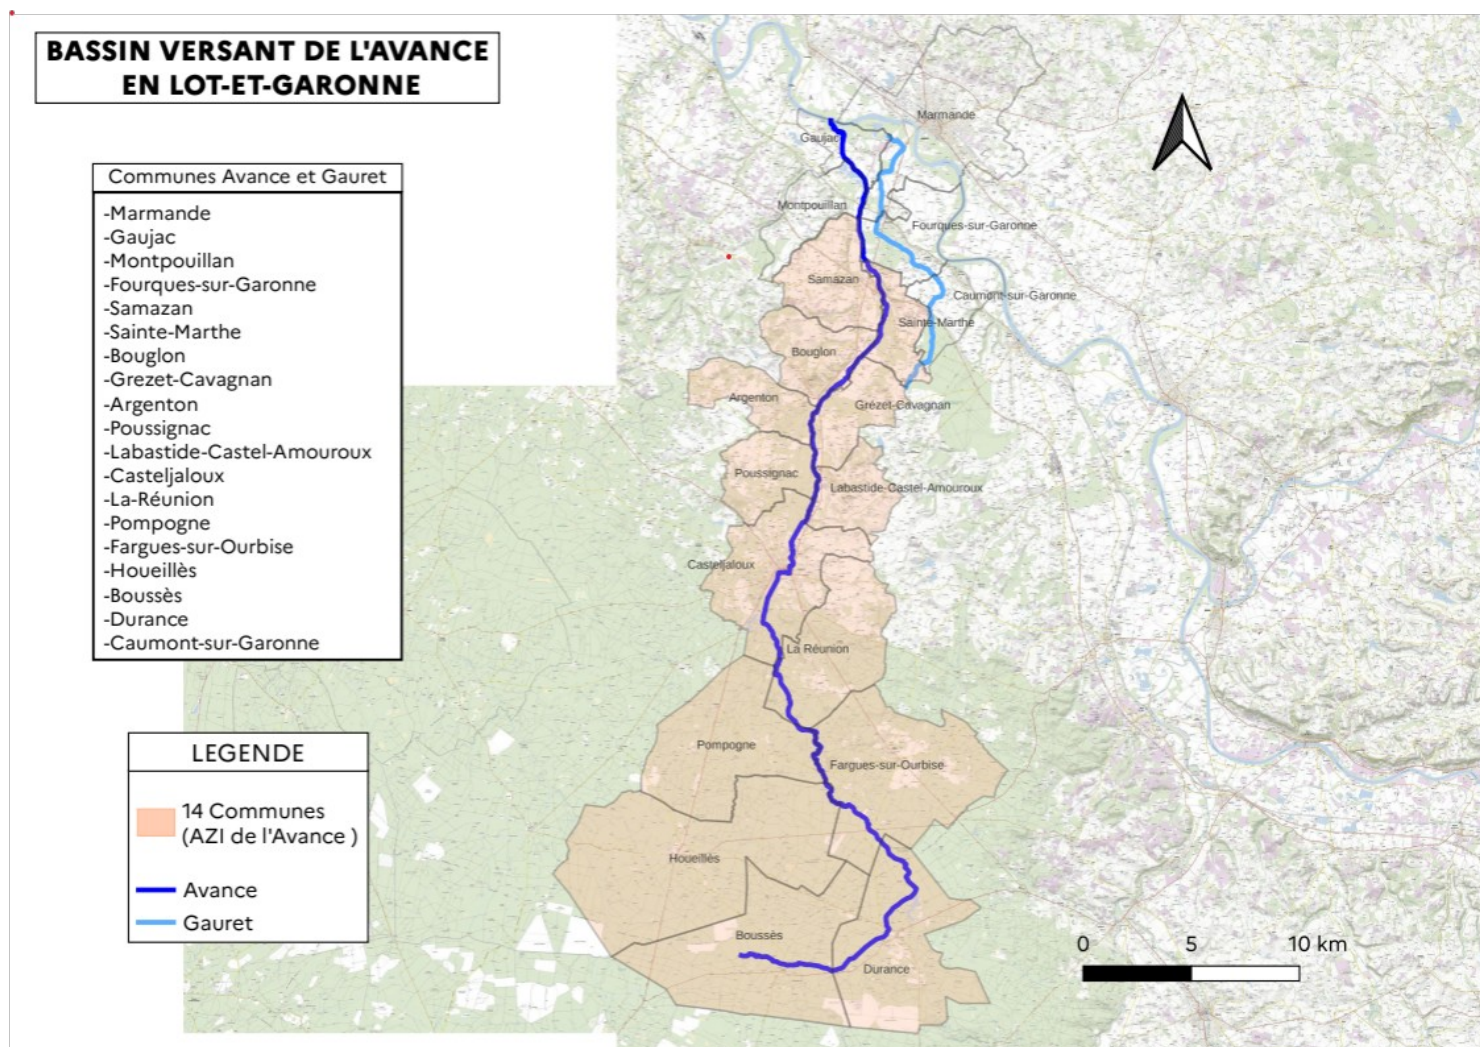 BASSIN VERSANT DE L'AVANCE
EN LOT-ET-GARONNE
Communes Avance et Gauret
-Marmande
-Gaujac
-Montpouillan
-Fourques-sur-Garonne
-Samazan
-Sainte-Marthe
-Bouglon
-Grezet-Cavagnan
-Argenton
-Poussignac
-Labastide-Castel-Amouroux
-Casteljaloux
-La-Réunion
-Pompogne
-Fargues-sur-Ourbise
-Houeillès
-Boussès
-Durance
-Caumont-sur-Garonne
LEGENDE
14 Communes
(AZI de l'Avance )
Avance
Gauret
Marmande
Gaujac
Montpouillan
Fourques-sur-Garonne
Samazan
Caumont-sur-Garonne
Sainte-Marthe
Bouglon
Argenton
Grézet-Cavagnan
Poussignac
Labastide-Castel-Amouroux
Casteljaloux
La Réunion
Pompogne
Fargues-sur-Ourbise
Houeillès
Boussès
Durance
0 5 10 km